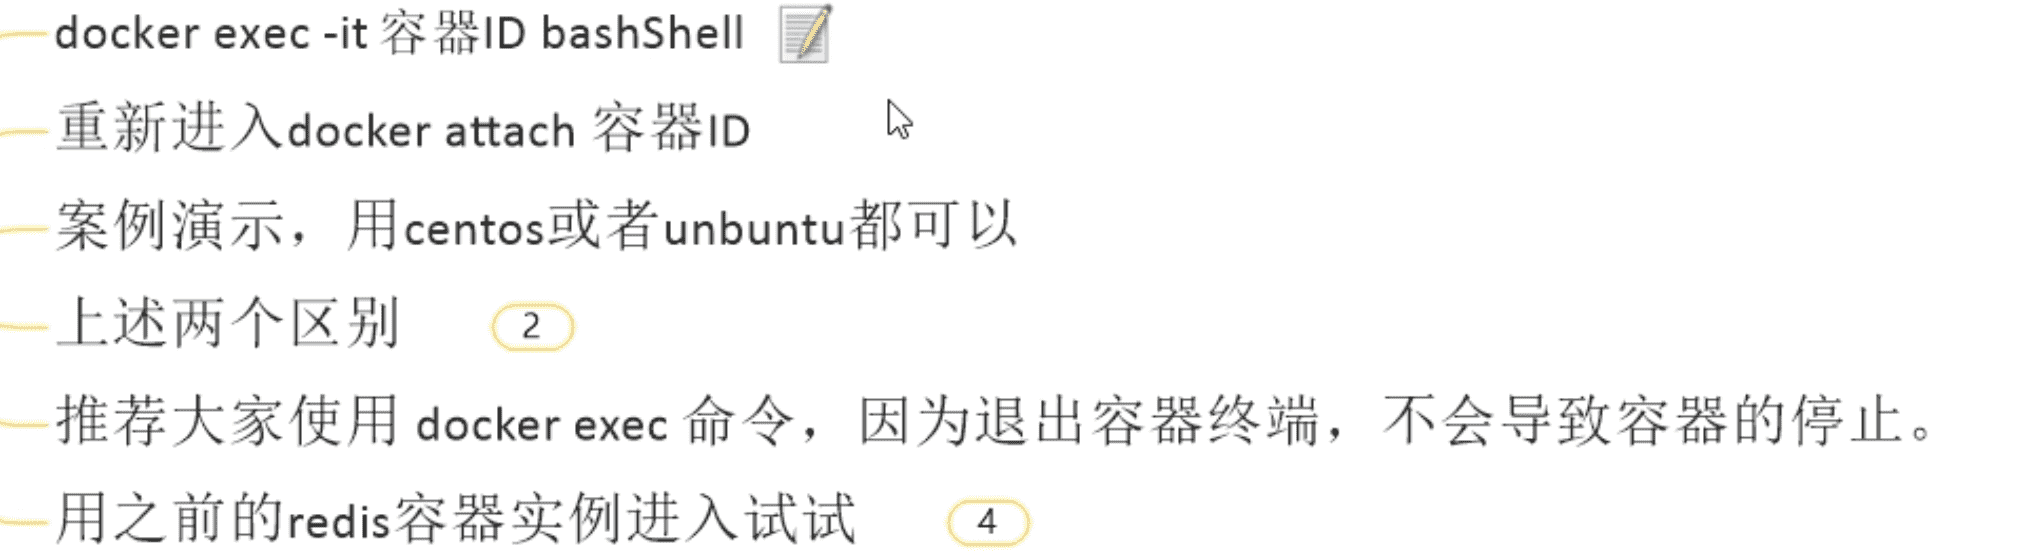 docker exec -it 容器ID bashShell
重新进入docker attach 容器ID
案例演示，用centos或者unbuntu都可以
上述两个区别 2
推荐大家使用 docker exec 命令，因为退出容器终端，不会导致容器的停止。
用之前的redis容器实例进入试试 4